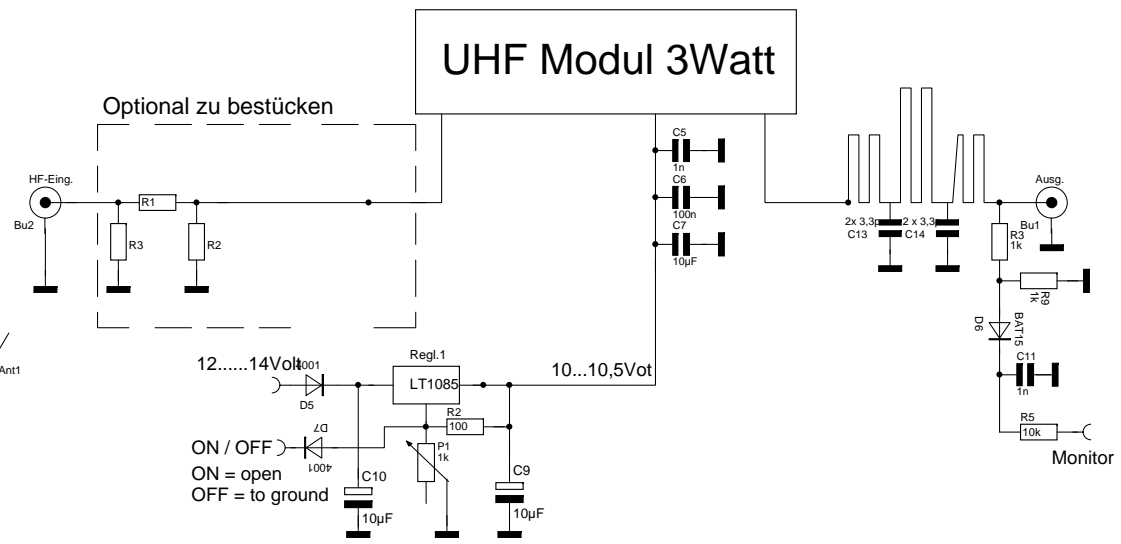 UHF Modul 3Watt
Optional zu bestücken
HF-Eing.
Bu2
R1
R3
R2
C5
1n
C6
100n
C7
10µF
2x 3,3p
C13
2 x 3,3p
C14
Ausg.
Bu1
R3
1k
R9
1k
D6
BAT15
C11
1n
R5
10k
Monitor
Ant1
12......14Volt
4001
D5
Regl.1
LT1085
10...10,5Vot
R2
100
P1
1k
D7
4001
ON / OFF
ON = open
OFF = to ground
C10
10µF
C9
10µF